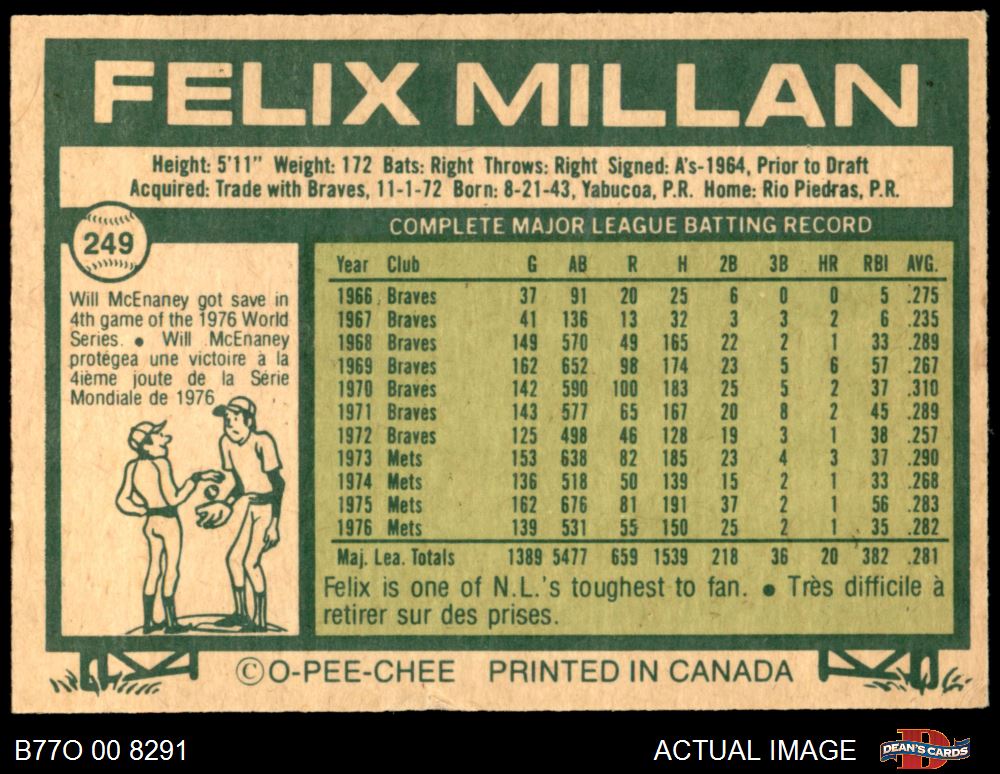 FELIX MILLAN
Height: 5'11" Weight: 172 Bats: Right Throws: Right Signed: A's-1964, Prior to Draft
Acquired: Trade with Braves, 11-1-72 Born: 8-21-43, Yabucoa, P.R. Home: Rio Piedras, P.R.
249
Will McEnaney got save in
4th game of the 1976 World
Series. ● Will McEnaney
protégea une victoire à la
4ième joute de la Série
Mondiale de 1976
COMPLETE MAJOR LEAGUE BATTING RECORD
Year Club G AB R H 2B 3B HR RBI AVG.
1966 Braves 37 91 20 25 6 0 0 5 .275
1967 Braves 41 136 13 32 3 3 2 6 .235
1968 Braves 149 570 49 165 22 2 1 33 .289
1969 Braves 162 652 98 174 23 5 6 57 .267
1970 Braves 142 590 100 183 25 5 2 37 .310
1971 Braves 143 577 65 167 20 8 2 45 .289
1972 Braves 125 498 46 128 19 3 1 38 .257
1973 Mets 153 638 82 185 23 4 3 37 .290
1974 Mets 136 518 50 139 15 2 1 33 .268
1975 Mets 162 676 81 191 37 2 1 56 .283
1976 Mets 139 531 55 150 25 2 1 35 .282
Maj. Lea. Totals 1389 5477 659 1539 218 36 20 382 .281
Felix is one of N.L.'s toughest to fan. ● Très difficile à
retirer sur des prises.
©O-PEE-CHEE PRINTED IN CANADA
B77O 00 8291
ACTUAL IMAGE
DEAN'S CARDS